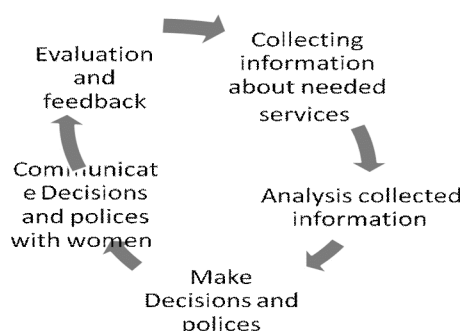 Collecting
information
about needed
services
Analysis collected
information
Make
Decisions and
polices
Communicat
e Decisions
and polices
with women
Evaluation
and
feedback